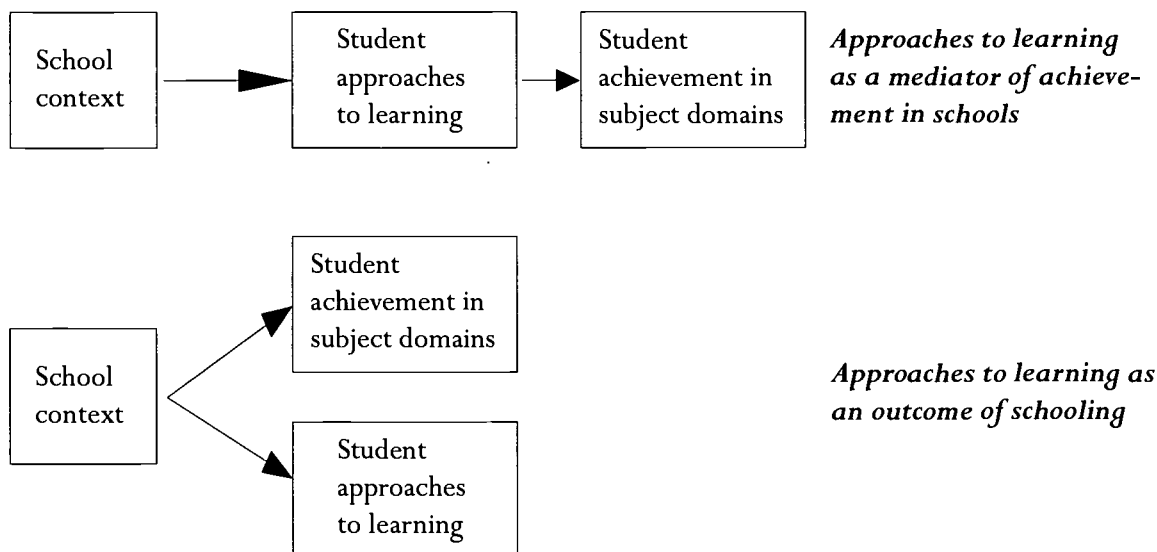 School
context
Student
approaches
to learning
Student
achievement in
subject domains
Approaches to learning
as a mediator of achieve-
ment in schools
School
context
Student
achievement in
subject domains
Student
approaches
to learning
Approaches to learning as
an outcome of schooling